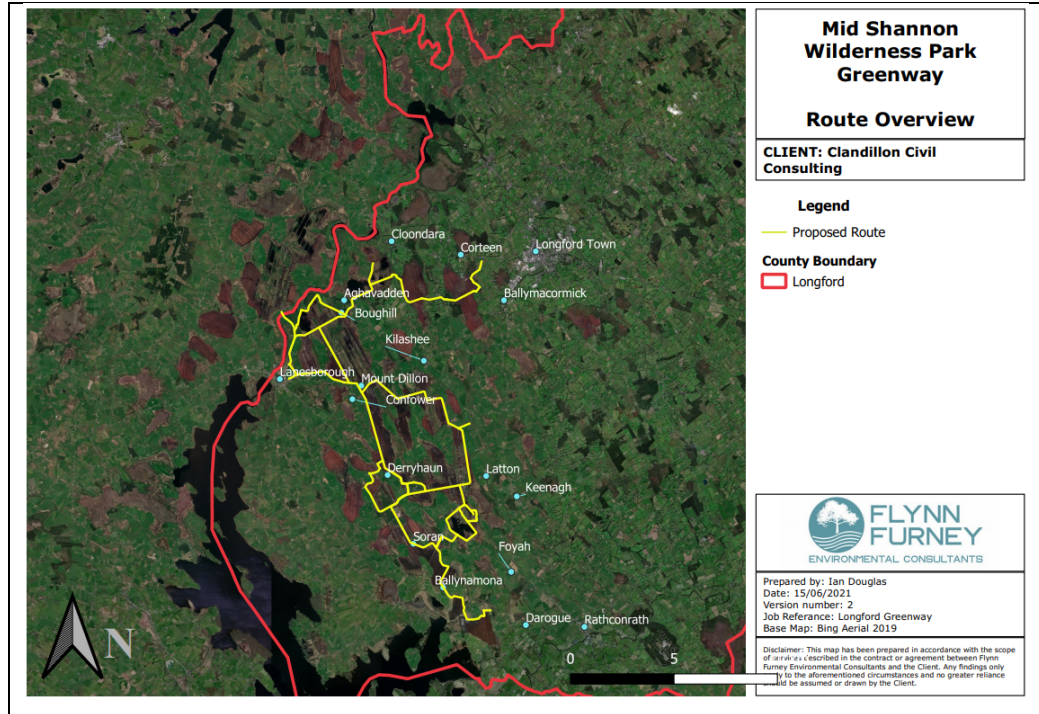 Mid Shannon
Wilderness Park
Greenway
Route Overview
CLIENT: Clandillon Civil
Consulting
Legend
Proposed Route
County Boundary
Longford
Cloondara
Corteen
Longford Town
Aghavadden
Ballymacormick
Boughill
Kilashee
Lanesborough
Mount Dillon
Confower
Derryhaun
Latton
Keenagh
Soran
Foyah
Ballynamona
Darogue
Rathconrath
N
0
5
FLYNN
FURNEY
ENVIRONMENTAL CONSULTANTS
Prepared by: Ian Douglas
Date: 15/06/2021
Version number: 2
Job Referance: Longford Greenway
Base Map: Bing Aerial 2019
Disclaimer: This map has been prepared in accordance with the scope
of described in the contract or agreement between Flynn
Furney Environmental Consultants and the Client. Any findings only
to the aforementioned circumstances and no greater reliance
be assumed or drawn by the Client.